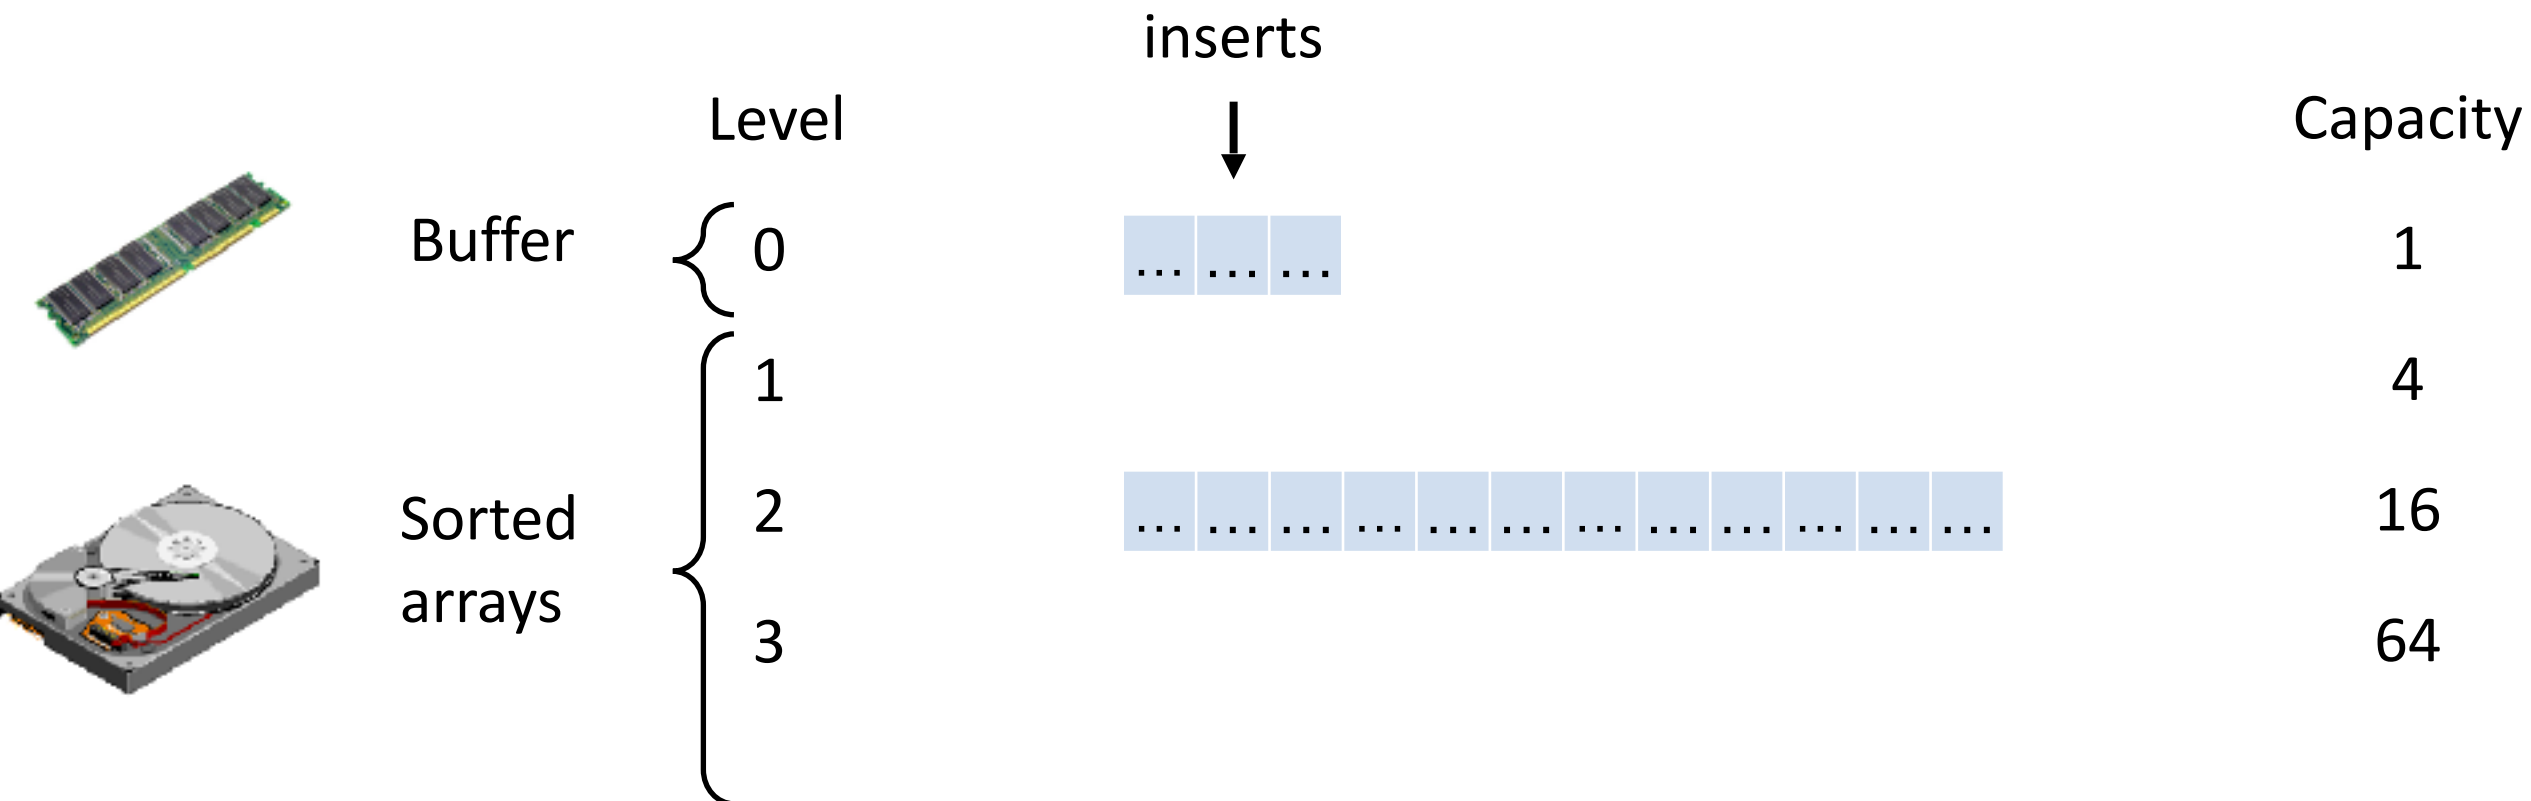 inserts
Level
Capacity
Buffer
0
... ... ...
1
1
4
Sorted
arrays
2
... ... ... ... ... ... ... ... ... ... ... ...
16
3
64